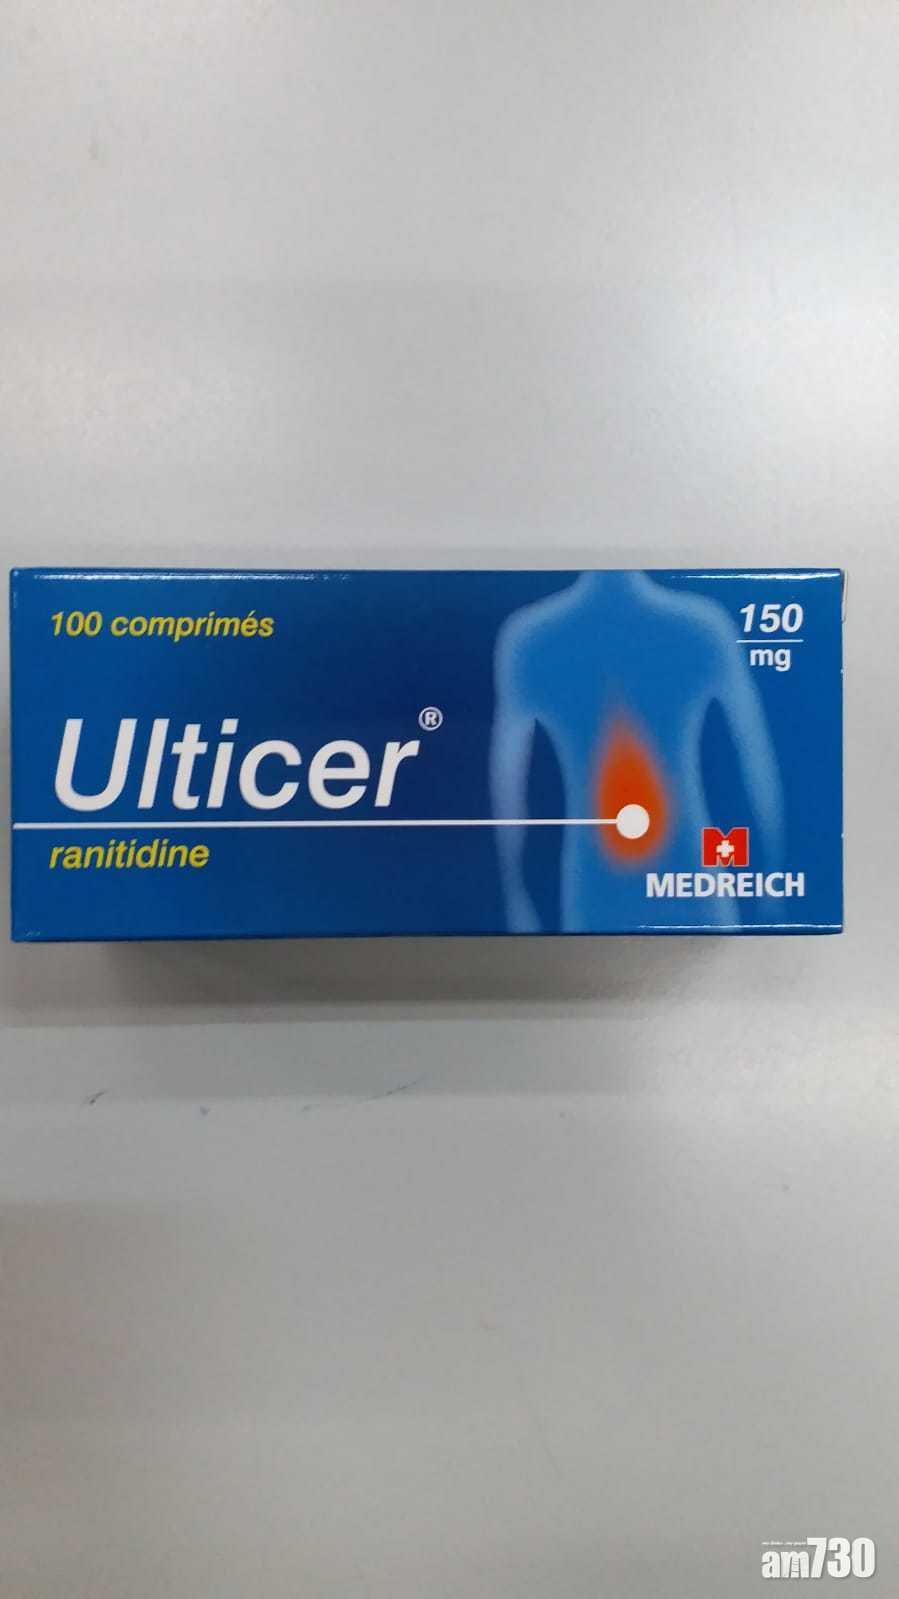 100 comprimés
150
mg
Ulticer®
ranitidine
M
MEDREICH
am730